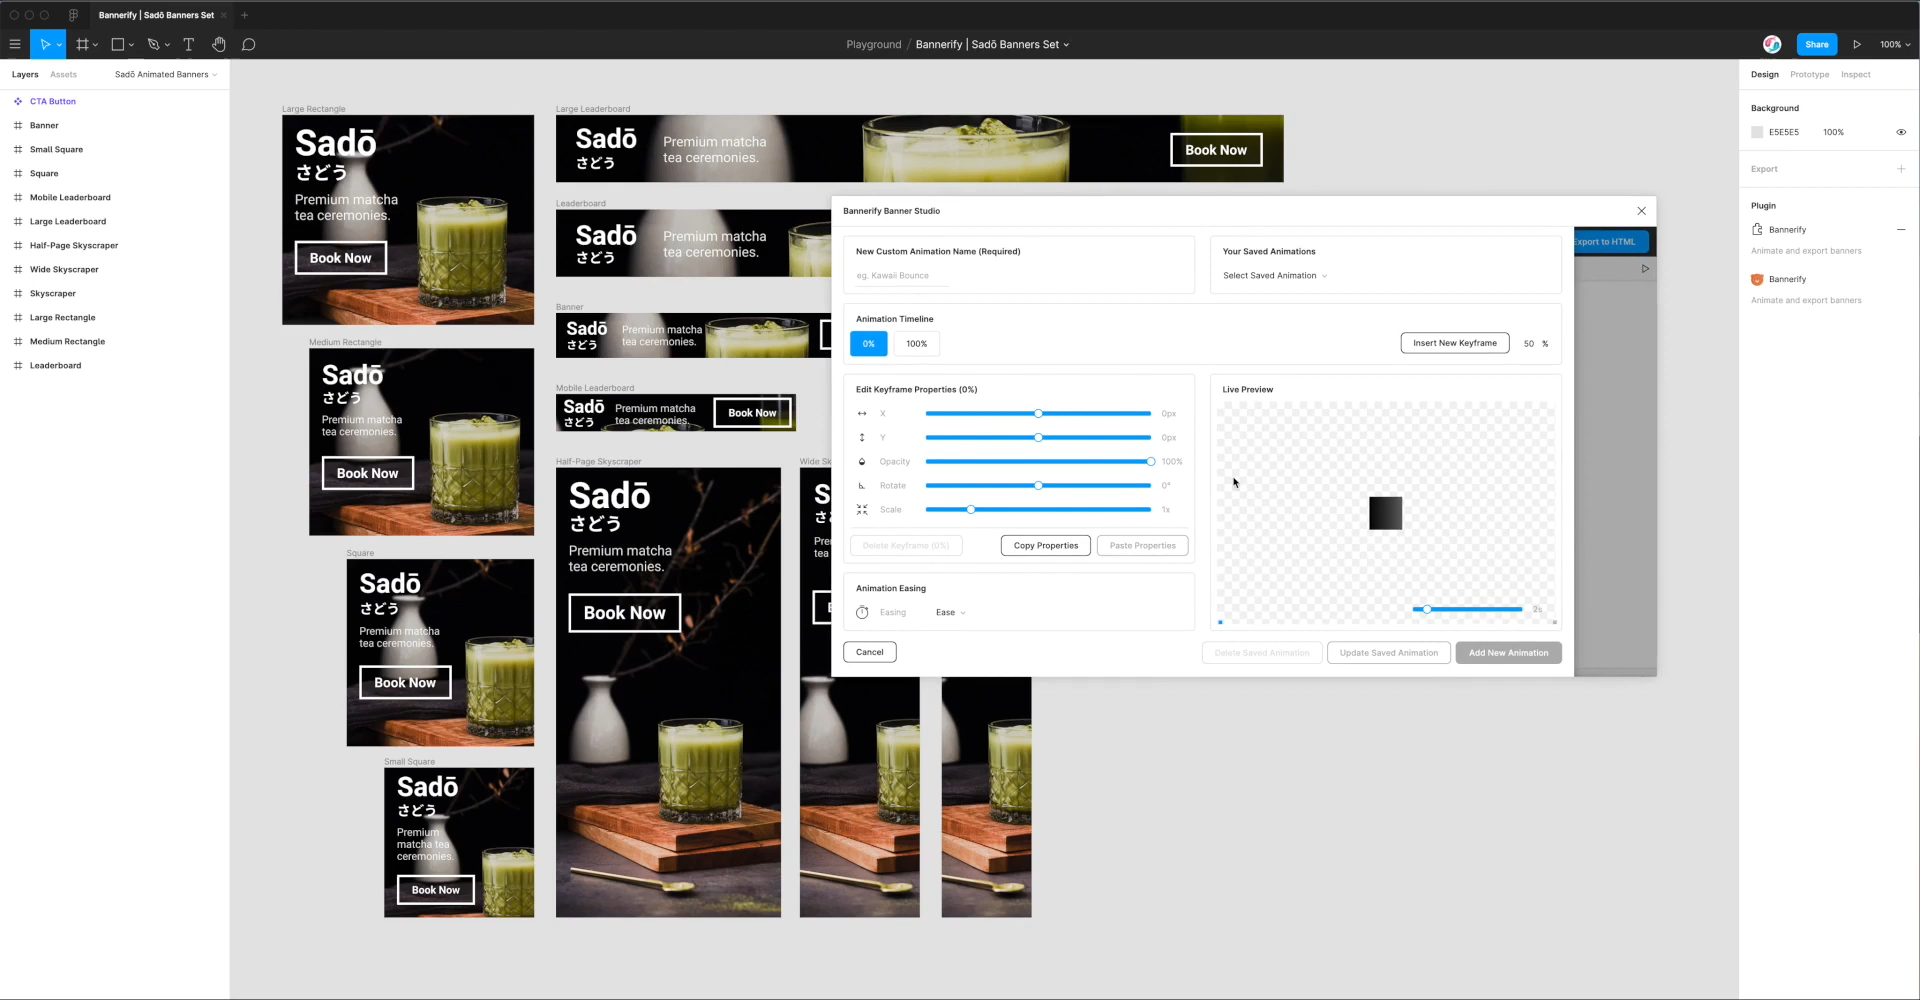 Bannerify | Sadō Banners Set
Playground / Bannerify | Sadō Banners Set
Share
100%
Layers
Assets
Sadō Animated Banners
CTA Button
Banner
Small Square
Square
Mobile Leaderboard
Large Leaderboard
Half-Page Skyscraper
Wide Skyscraper
Skyscraper
Large Rectangle
Medium Rectangle
Leaderboard
Large Rectangle
Sadō
さどう
Premium matcha
tea ceremonies.
Book Now
Medium Rectangle
Sadō
さどう
Premium matcha
tea ceremonies.
Book Now
Square
Sadō
さどう
Premium matcha
tea ceremonies.
Book Now
Small Square
Sadō
さどう
Premium
matcha tea
ceremonies.
Book Now
Large Leaderboard
Sadō
さどう
Premium matcha
tea ceremonies.
Book Now
Leaderboard
Sadō
さどう
Premium matcha
tea ceremonies.
Banner
Sadō
さどう
Premium matcha
tea ceremonies.
Mobile Leaderboard
Sadō
さどう
Premium matcha
tea ceremonies.
Book Now
Half-Page Skyscraper
Sadō
さどう
Premium matcha
tea ceremonies.
Book Now
Wide Sk
S
さ
Pre
tea
Bannerify Banner Studio
Export to HTML
New Custom Animation Name (Required)
eg. Kawaii Bounce
Your Saved Animations
Select Saved Animation
Animation Timeline
0%
100%
Insert New Keyframe
50 %
Edit Keyframe Properties (0%)
X
0px
Y
0px
Opacity
100%
Rotate
0°
Scale
1x
Delete Keyframe (0%)
Copy Properties
Paste Properties
Live Preview
2s
Animation Easing
Easing
Ease
Cancel
Delete Saved Animation
Update Saved Animation
Add New Animation
Design
Prototype
Inspect
Background
E5E5E5
100%
Export
Plugin
Bannerify
Animate and export banners
Bannerify
Animate and export banners